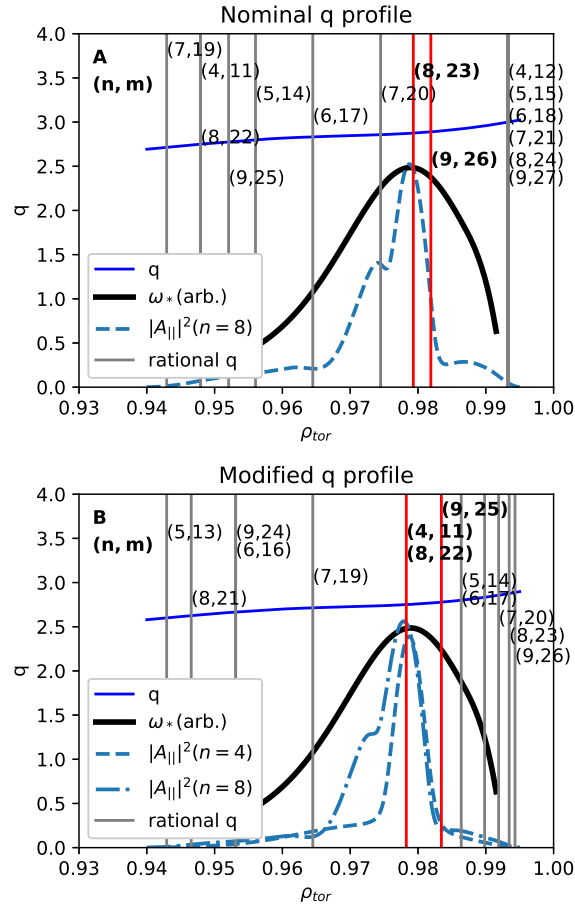 Nominal q profile
A
(n, m)
(7,19)
(4,11)
(8, 23)
(4,12)
(5,14)
(7,20)
(5,15)
(6,17)
(6,18)
(8,22)
(7,21)
(9, 26)
(8,24)
(9,25)
(9,27)
q
ω* (arb.)
|A|||²(n = 8)
rational q
4.0
3.5
3.0
2.5
2.0
1.5
1.0
0.5
0.0
q
0.93 0.94 0.95 0.96 0.97 0.98 0.99 1.00
ρtor
Modified q profile
B
(n, m)
(9, 25)
(5,13)
(9,24)
(4, 11)
(6,16)
(8, 22)
(7,19)
(5,14)
(8,21)
(6,17)
(7,20)
(8,23)
(9,26)
q
ω* (arb.)
|A|||²(n = 4)
|A|||²(n = 8)
rational q
4.0
3.5
3.0
2.5
2.0
1.5
1.0
0.5
0.0
q
0.93 0.94 0.95 0.96 0.97 0.98 0.99 1.00
ρtor